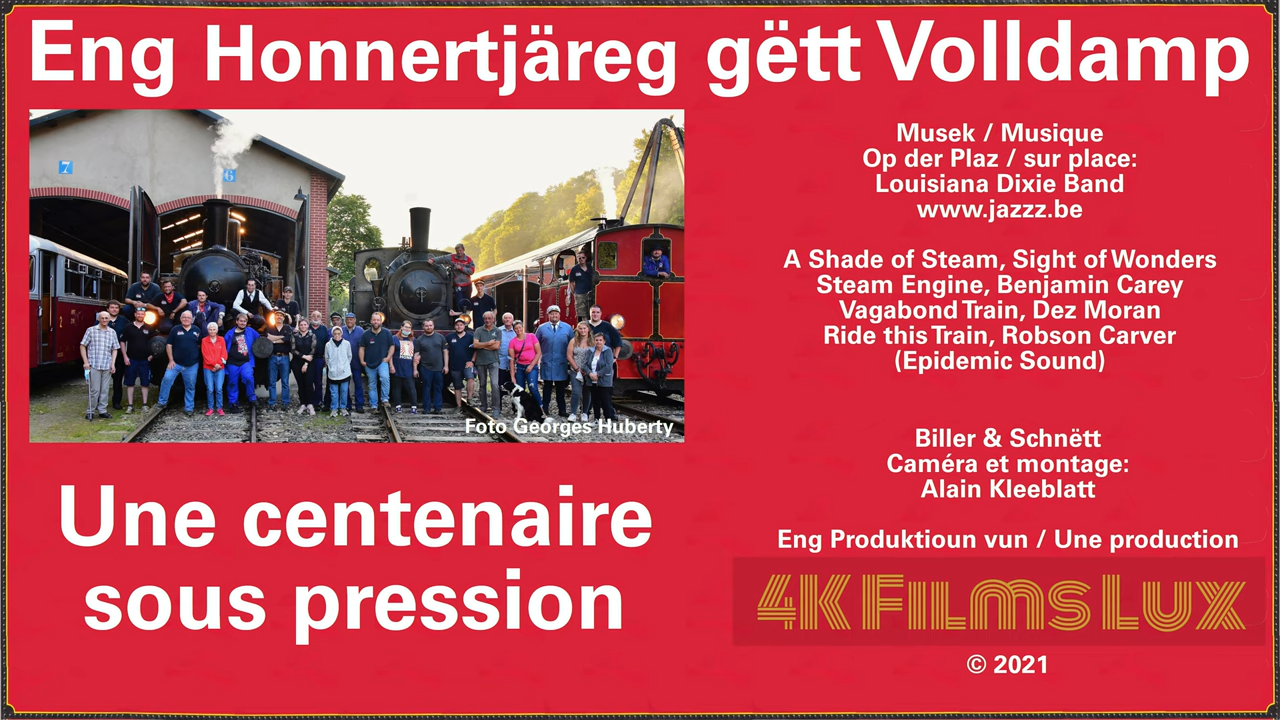 Eng Honnertjäreg gëtt Volldamp
7
6
Foto Georges Huberty
Une centenaire
sous pression
Musek / Musique
Op der Plaz / sur place:
Louisiana Dixie Band
www.jazzz.be
A Shade of Steam, Sight of Wonders
Steam Engine, Benjamin Carey
Vagabond Train, Dez Moran
Ride this Train, Robson Carver
(Epidemic Sound)
Biller & Schnëtt
Caméra et montage:
Alain Kleeblatt
Eng Produktioun vun / Une production
4K Films Lux
© 2021